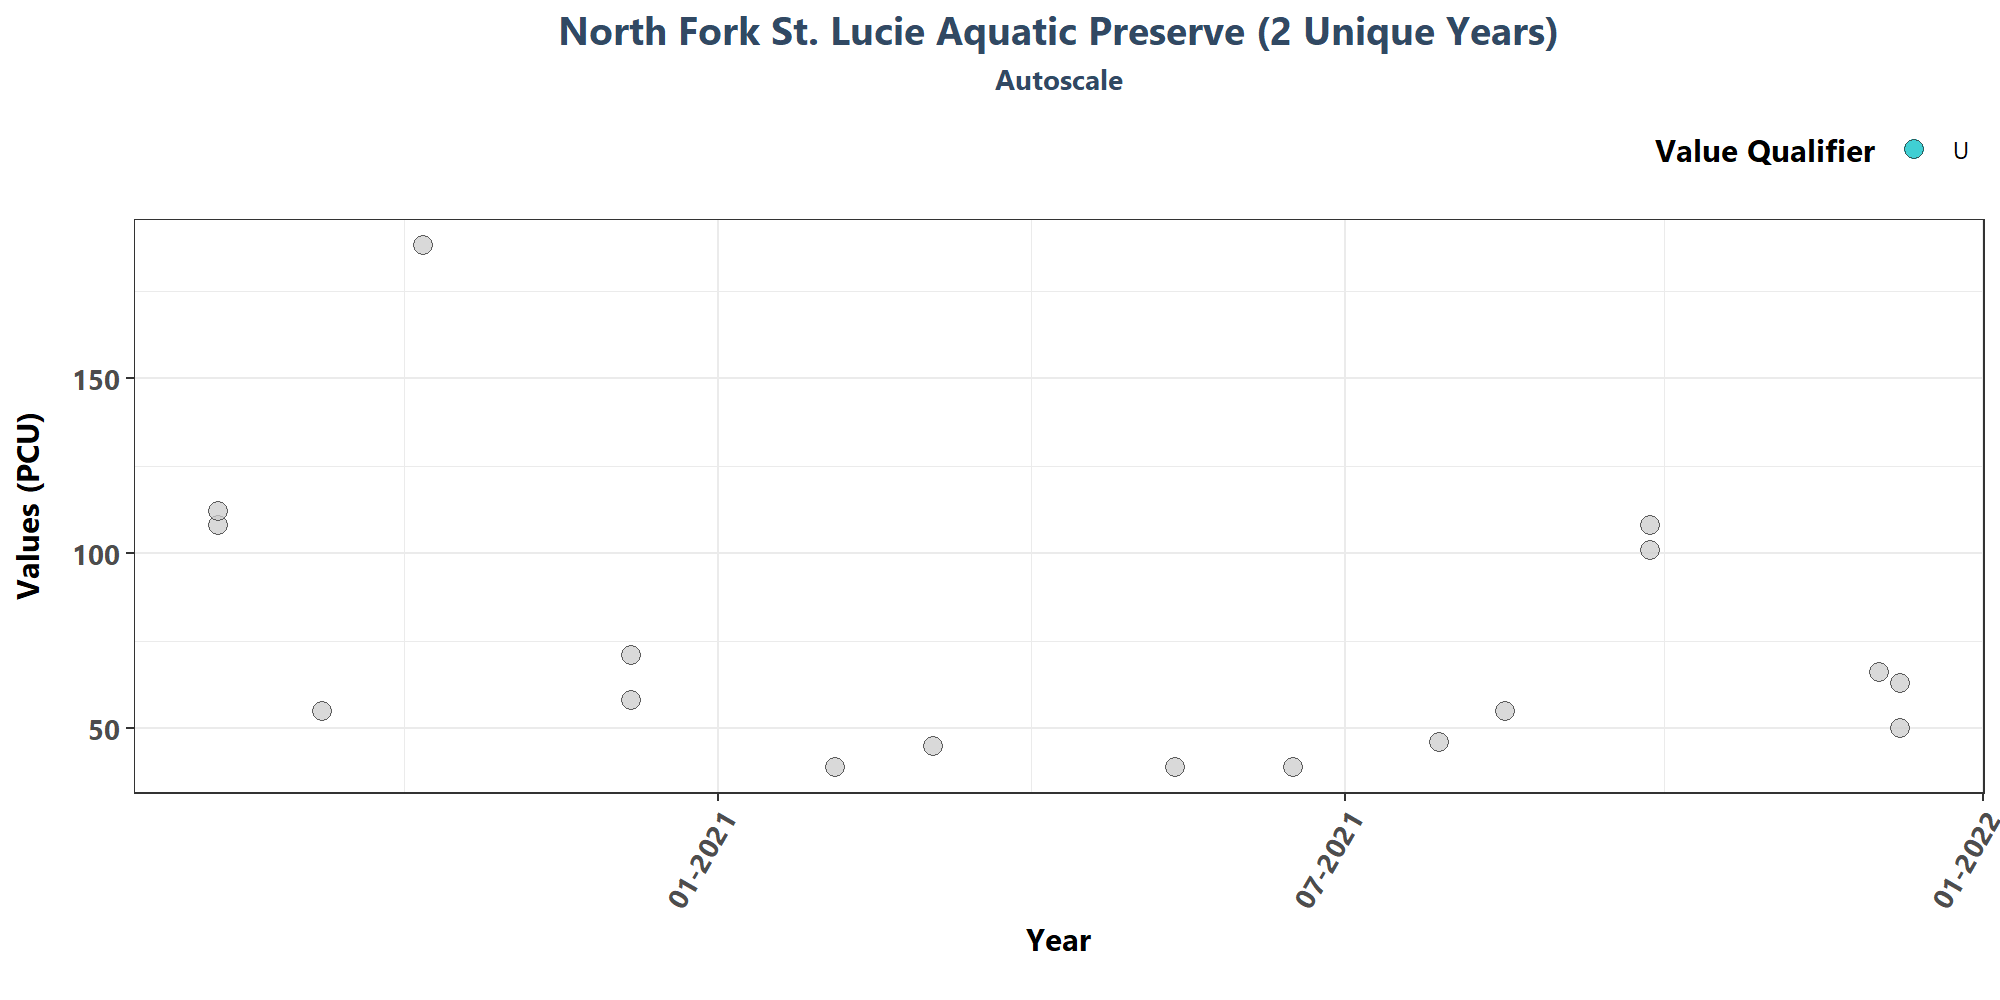 North Fork St. Lucie Aquatic Preserve (2 Unique Years)
Autoscale
Value Qualifier U
Values (PCU)
150
100
50
01-2021
07-2021
01-2022
Year